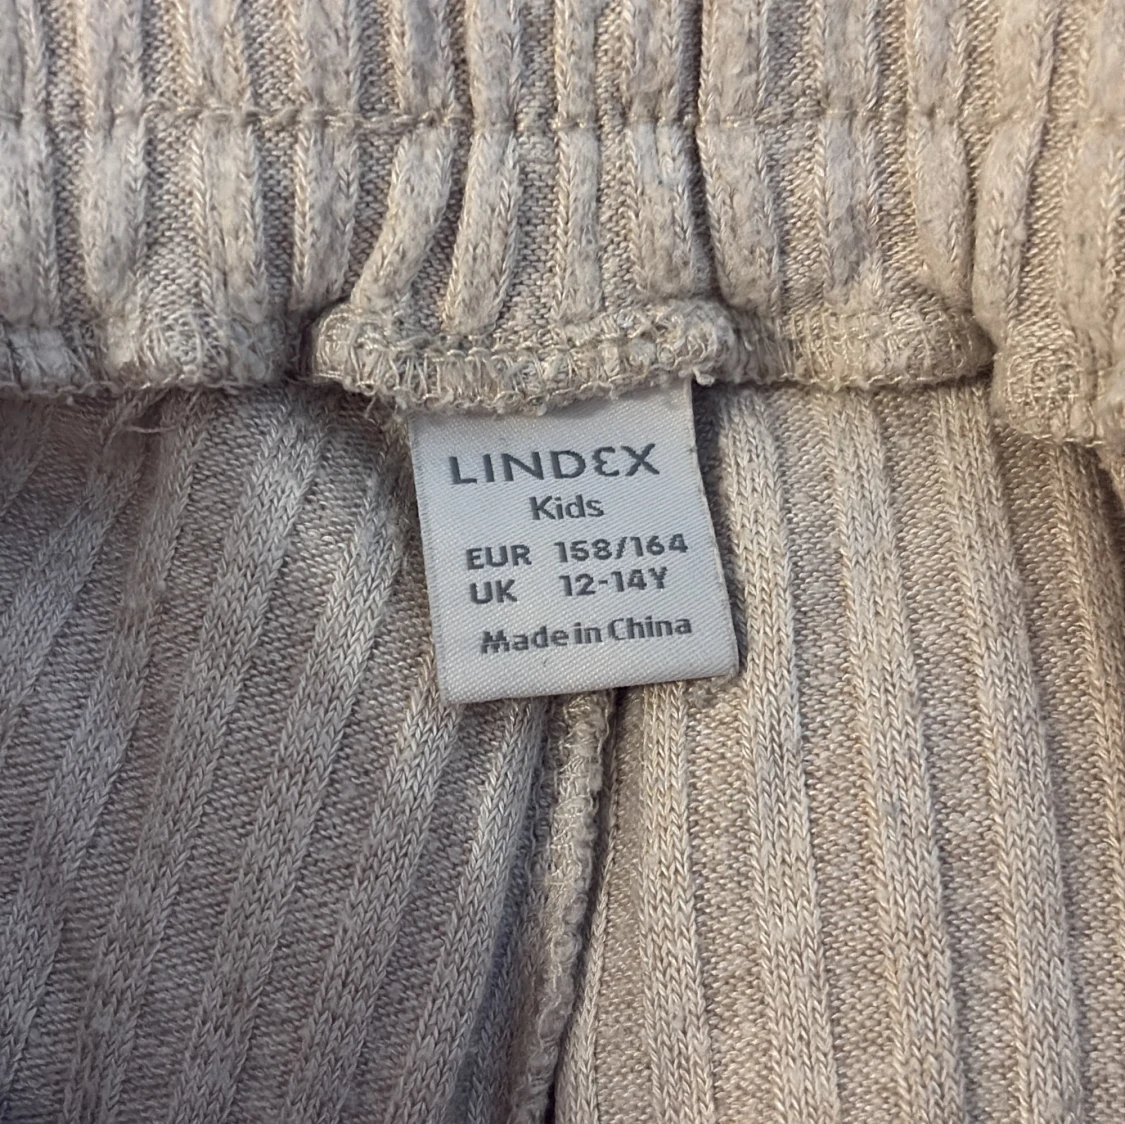 LINDEX
Kids
EUR 158/164
UK 12-14Y
Made in China